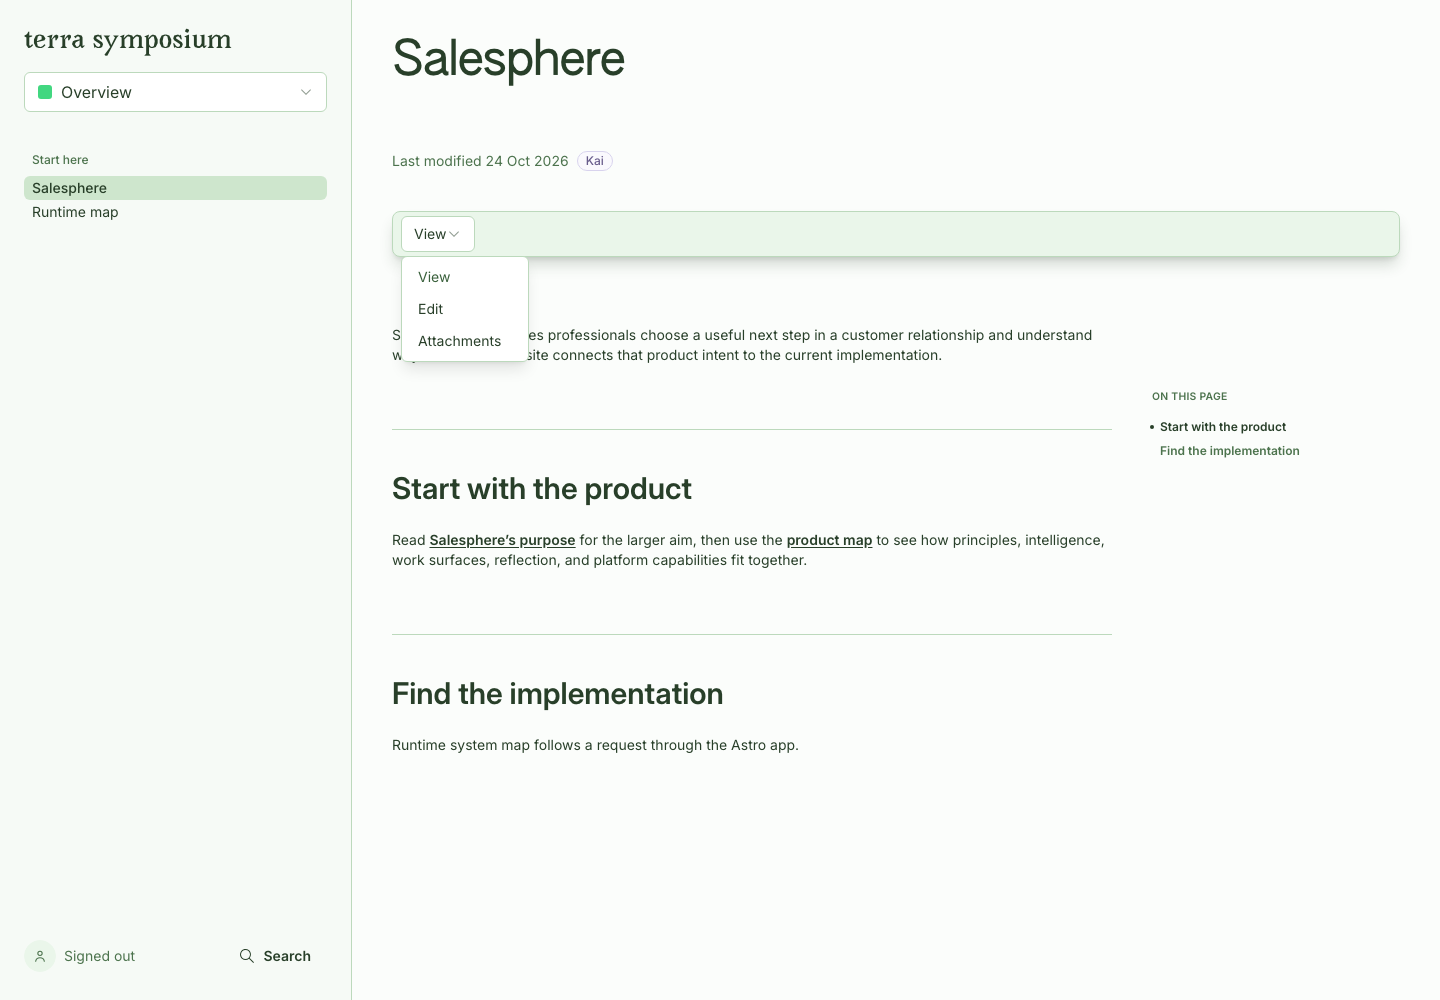 terra symposium
Overview
Start here
Salesphere
Runtime map
Signed out
Search
Salesphere
Last modified 24 Oct 2026 Kai
View
View
Edit
Attachments
professionals choose a useful next step in a customer relationship and understand
site connects that product intent to the current implementation.
ON THIS PAGE
Start with the product
Find the implementation
Start with the product
Read Salesphere’s purpose for the larger aim, then use the product map to see how principles, intelligence,
work surfaces, reflection, and platform capabilities fit together.
Find the implementation
Runtime system map follows a request through the Astro app.